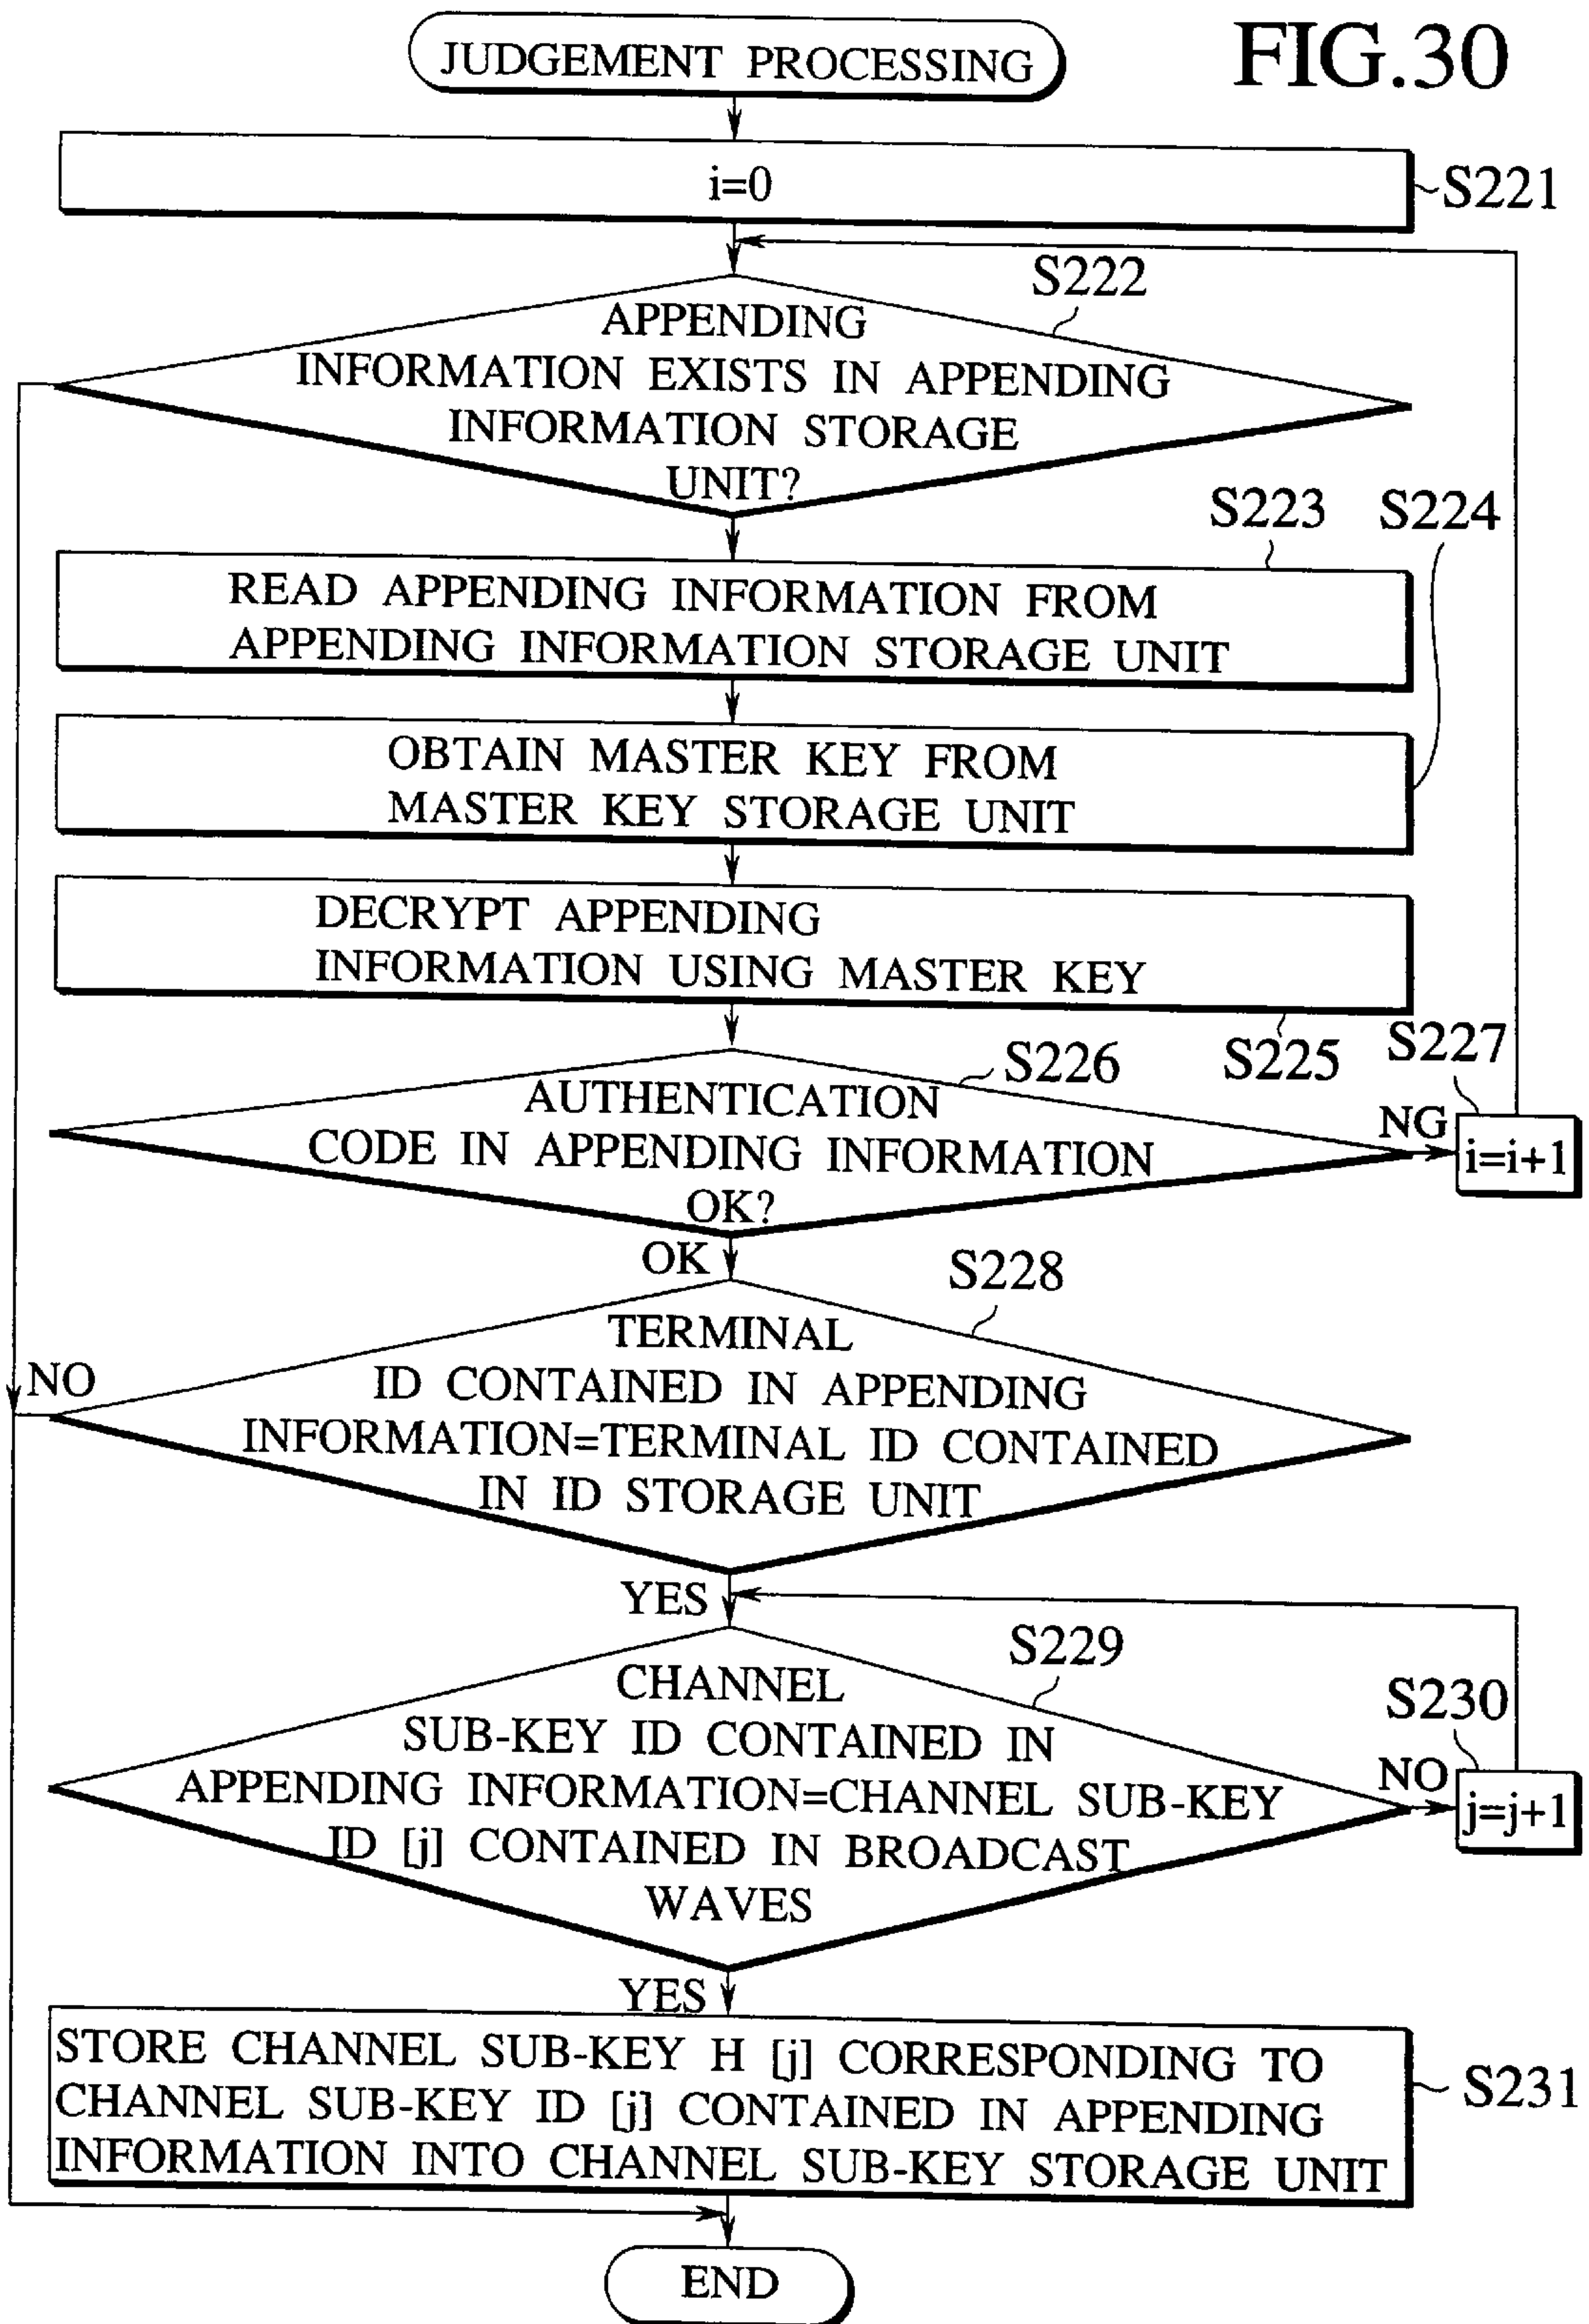 FIG.30
JUDGEMENT PROCESSING
i=0
S221
S222
APPENDING
INFORMATION EXISTS IN APPENDING
INFORMATION STORAGE
UNIT?
S223
S224
READ APPENDING INFORMATION FROM
APPENDING INFORMATION STORAGE UNIT
OBTAIN MASTER KEY FROM
MASTER KEY STORAGE UNIT
DECRYPT APPENDING
INFORMATION USING MASTER KEY
S225
S226
S227
AUTHENTICATION
CODE IN APPENDING INFORMATION
OK?
NG
i=i+1
OK
S228
TERMINAL
ID CONTAINED IN APPENDING
INFORMATION=TERMINAL ID CONTAINED
IN ID STORAGE UNIT
NO
YES
S229
CHANNEL
SUB-KEY ID CONTAINED IN
APPENDING INFORMATION=CHANNEL SUB-KEY
ID [j] CONTAINED IN BROADCAST
WAVES
S230
NO
j=j+1
YES
STORE CHANNEL SUB-KEY H [j] CORRESPONDING TO
CHANNEL SUB-KEY ID [j] CONTAINED IN APPENDING
INFORMATION INTO CHANNEL SUB-KEY STORAGE UNIT
S231
END